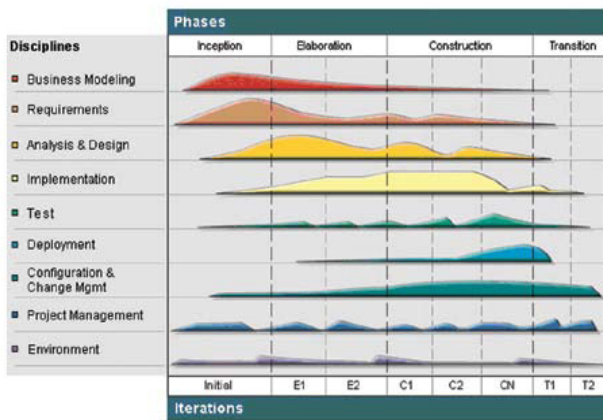 Phases
Disciplines
Inception Elaboration Construction Transition
Business Modeling
Requirements
Analysis & Design
Implementation
Test
Deployment
Configuration &
Change Mgmt
Project Management
Environment
Initial E1 E2 C1 C2 CN T1 T2
Iterations